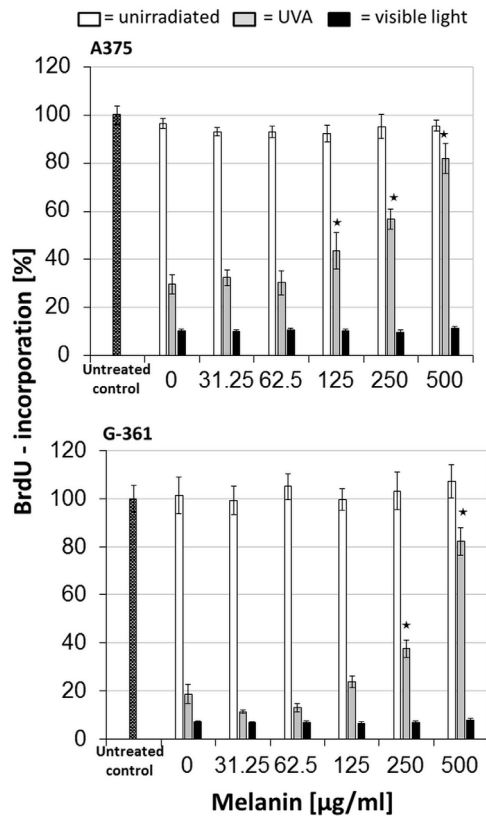 = unirradiated = UVA = visible light
A375
BrdU - incorporation [%]
120
100
80
60
40
20
0
Untreated
control
0 31.25 62.5 125 250 500
G-361
120
100
80
60
40
20
0
Untreated
control
0 31.25 62.5 125 250 500
Melanin [µg/ml]